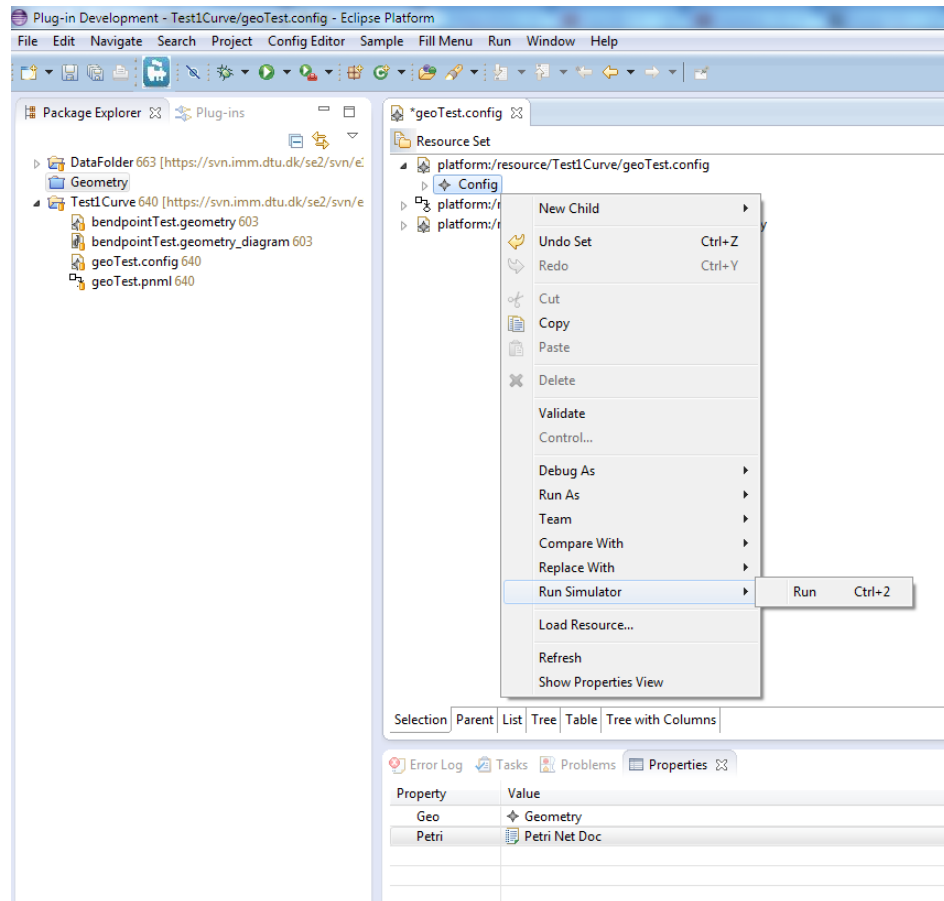 Plug-in Development - Test1Curve/geoTest.config - Eclipse Platform
File Edit Navigate Search Project Config Editor Sample Fill Menu Run Window Help
Package Explorer Plug-ins
DataFolder 663 [https://svn.imm.dtu.dk/se2/svn/e
Geometry
Test1Curve 640 [https://svn.imm.dtu.dk/se2/svn/e
bendpointTest.geometry 603
bendpointTest.geometry_diagram 603
geoTest.config 640
geoTest.pnml 640
*geoTest.config
Resource Set
platform:/resource/Test1Curve/geoTest.config
Config
platform:/r
platform:/r y
New Child
Undo Set Ctrl+Z
Redo Ctrl+Y
Cut
Copy
Paste
Delete
Validate
Control...
Debug As
Run As
Team
Compare With
Replace With
Run Simulator
Run Ctrl+2
Load Resource...
Refresh
Show Properties View
Selection Parent List Tree Table Tree with Columns
Error Log Tasks Problems Properties
Property Value
Geo Geometry
Petri Petri Net Doc